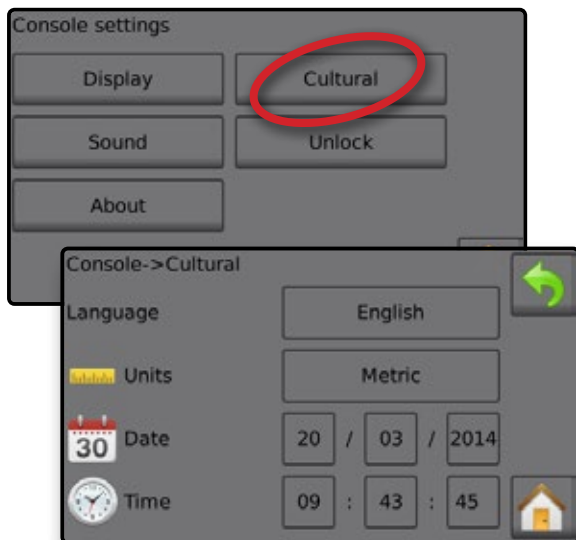 Console settings
Display Cultural
Sound Unlock
About
Console->Cultural
Language English
Units Metric
30 Date 20 / 03 / 2014
Time 09 : 43 : 45